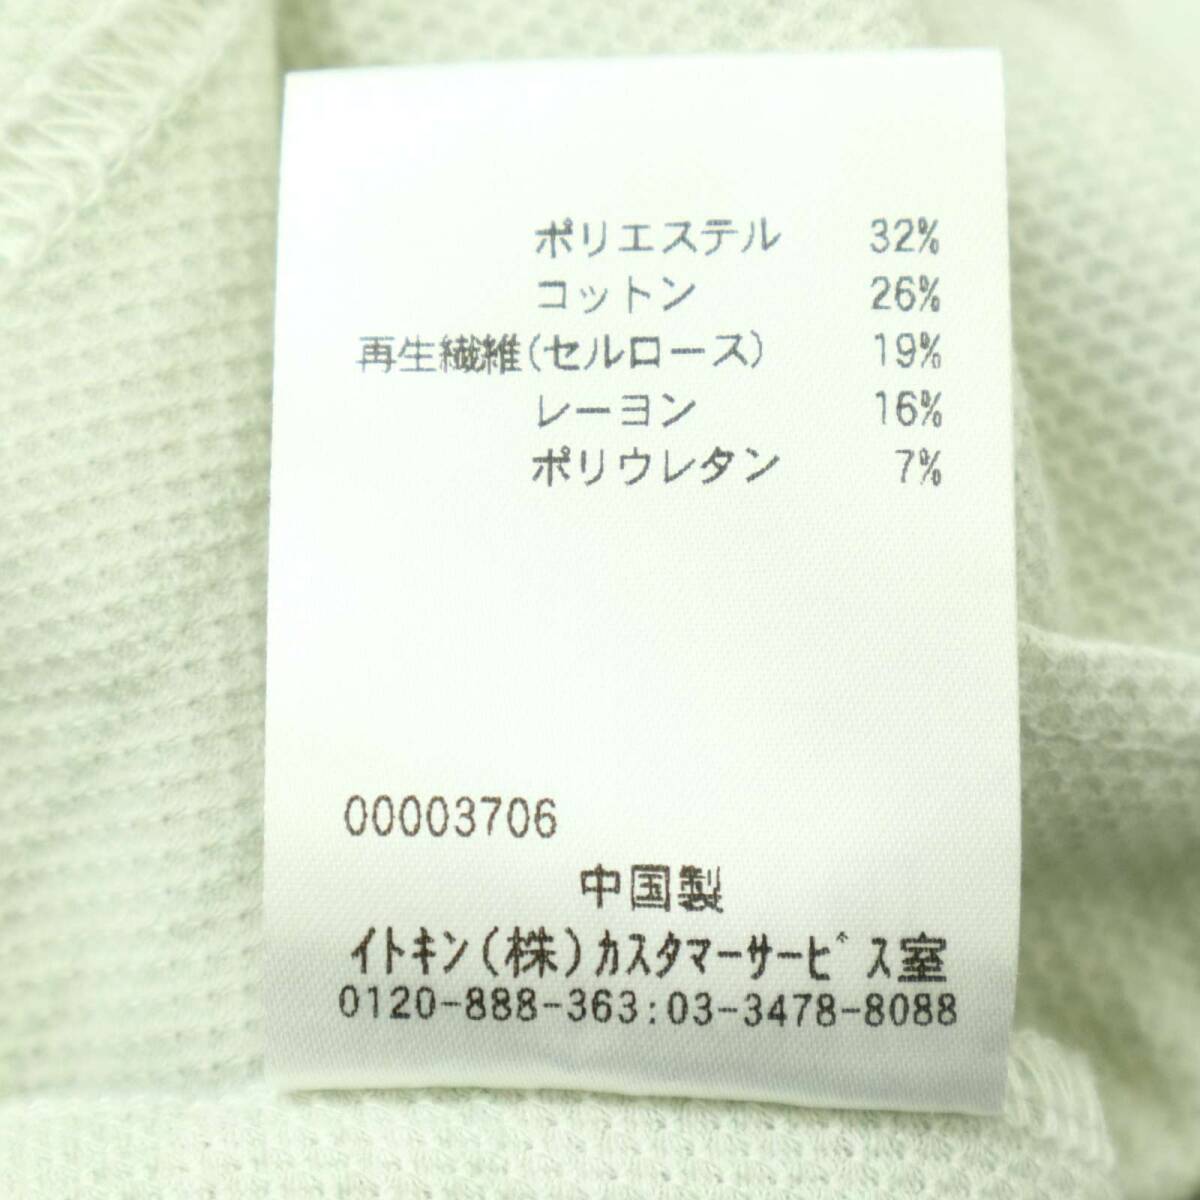 ポリエステル 32%
コットン 26%
再生繊維(セルロース) 19%
レーヨン 16%
ポリウレタン 7%
00003706
中国製
イトキン(株)カスタマーサービス室
0120-888-363:03-3478-8088